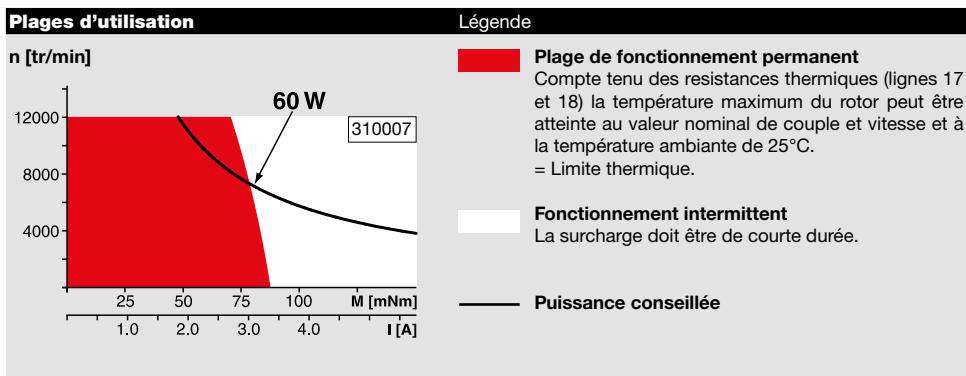 Plages d’utilisation
Légende
n [tr/min]
12000
8000
4000
60 W
310007
25 50 75 100 M [mNm]
1.0 2.0 3.0 4.0 I [A]
Plage de fonctionnement permanent
Compte tenu des resistances thermiques (lignes 17
et 18) la température maximum du rotor peut être
atteinte au valeur nominal de couple et vitesse et à
la température ambiante de 25°C.
= Limite thermique.
Fonctionnement intermittent
La surcharge doit être de courte durée.
Puissance conseillée